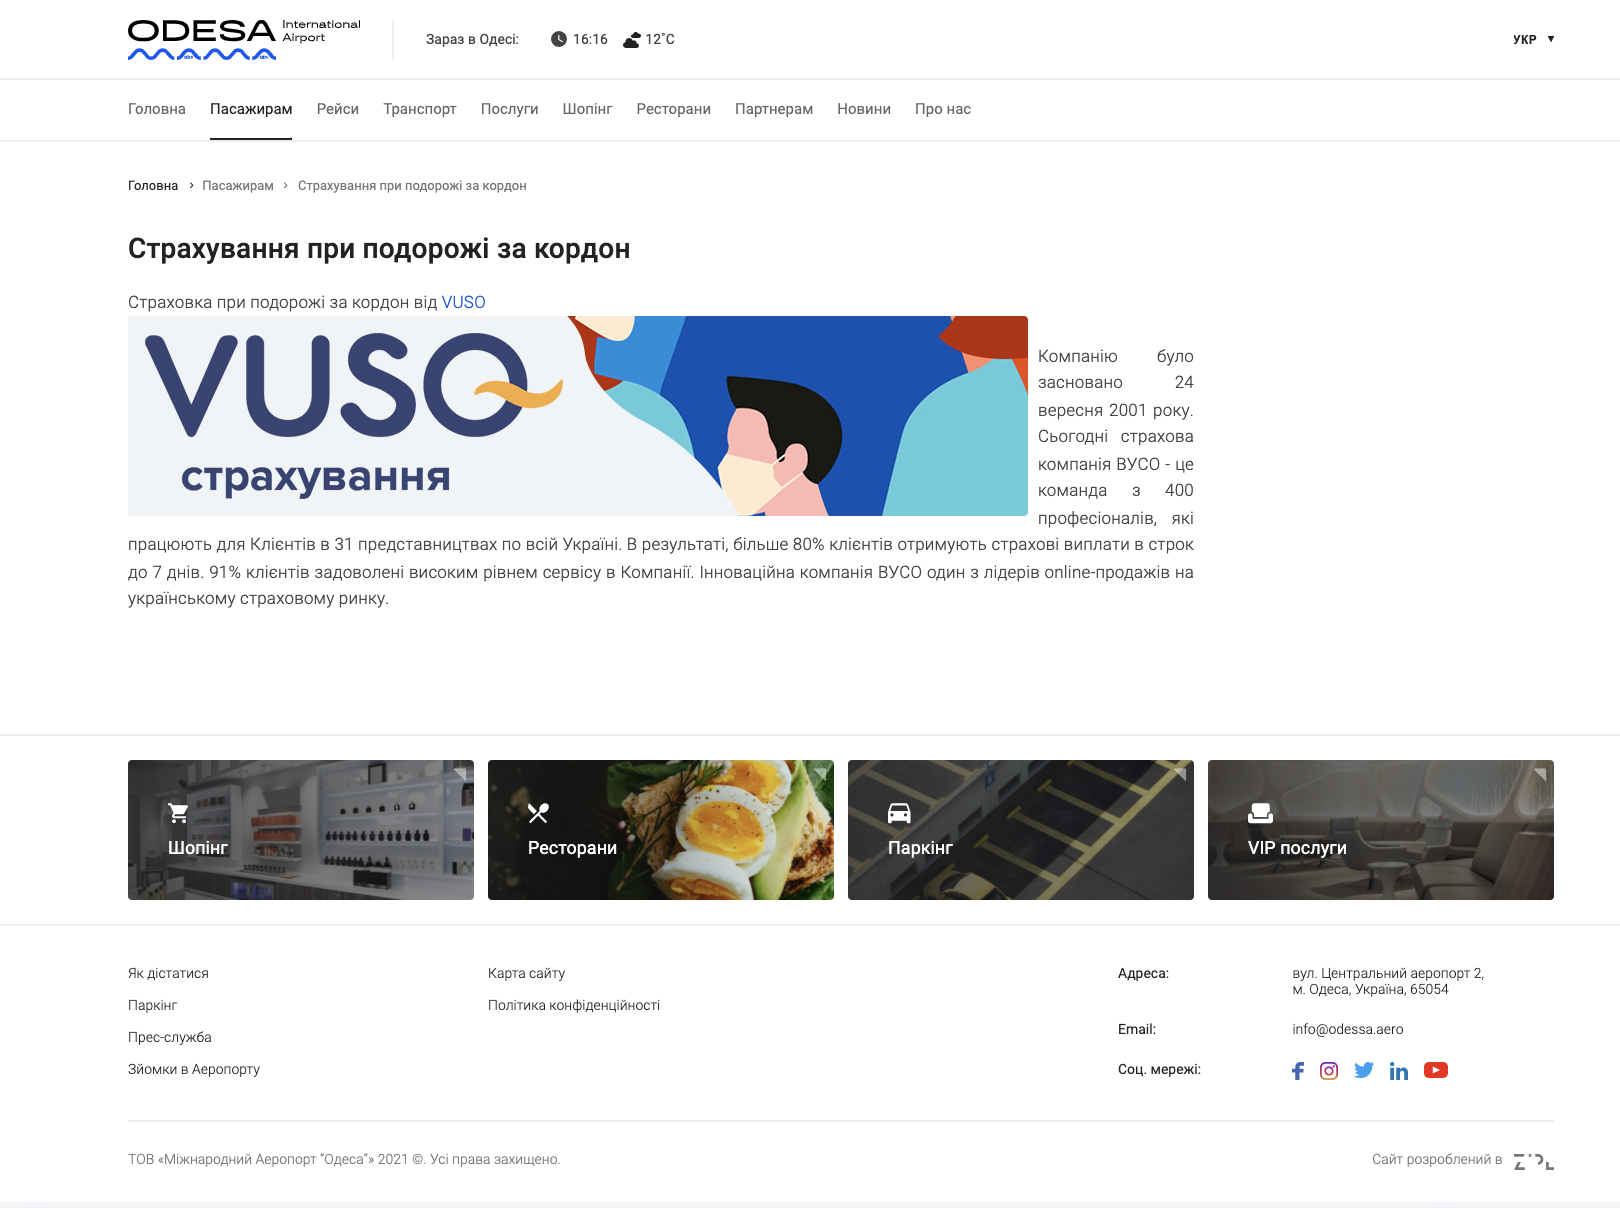 ODESA International Airport
Зараз в Одесі: 16:16 12˚C
УКР ▼
Головна Пасажирам Рейси Транспорт Послуги Шопінг Ресторани Партнерам Новини Про нас
Головна › Пасажирам › Страхування при подорожі за кордон
Страхування при подорожі за кордон
Страховка при подорожі за кордон від VUSO
VUSO
страхування
Компанію було
засновано 24
вересня 2001 року.
Сьогодні страхова
компанія ВУСО - це
команда з 400
професіоналів, які
працюють для Клієнтів в 31 представництвах по всій Україні. В результаті, більше 80% клієнтів отримують страхові виплати в строк
до 7 днів. 91% клієнтів задоволені високим рівнем сервісу в Компанії. Інноваційна компанія ВУСО один з лідерів online-продажів на
українському страховому ринку.
Шопінг
Ресторани
Паркінг
VIP послуги
Як дістатися
Паркінг
Прес-служба
Зйомки в Аеропорту
Карта сайту
Політика конфіденційності
Адреса: вул. Центральний аеропорт 2,
м. Одеса, Україна, 65054
Email: info@odessa.aero
Соц. мережі:
ТОВ «Міжнародний Аеропорт “Одеса”» 2021 ©. Усі права захищено.
Сайт розроблений в